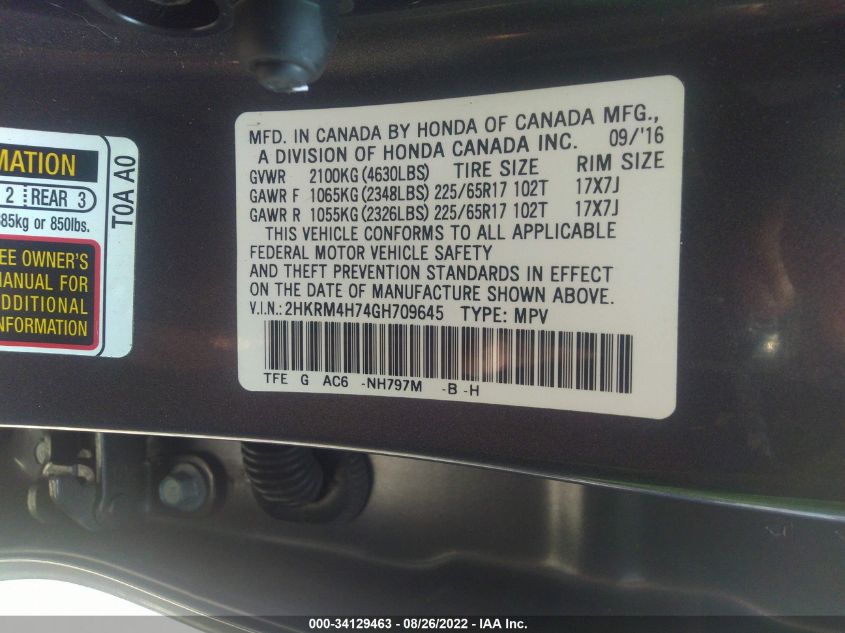 MATION
2 REAR 3
85kg or 850lbs.
EE OWNER'S
MANUAL FOR
ADDITIONAL
INFORMATION
T0A A0
MFD. IN CANADA BY HONDA OF CANADA MFG.,
A DIVISION OF HONDA CANADA INC. 09/'16
GVWR 2100KG (4630LBS) TIRE SIZE RIM SIZE
GAWR F 1065KG (2348LBS) 225/65R17 102T 17X7J
GAWR R 1055KG (2326LBS) 225/65R17 102T 17X7J
THIS VEHICLE CONFORMS TO ALL APPLICABLE
FEDERAL MOTOR VEHICLE SAFETY
AND THEFT PREVENTION STANDARDS IN EFFECT
ON THE DATE OF MANUFACTURE SHOWN ABOVE.
V.I.N.:2HKRM4H74GH709645 TYPE: MPV
TFE G AC6 -NH797M -B -H
000-34129463 - 08/26/2022 - IAA Inc.